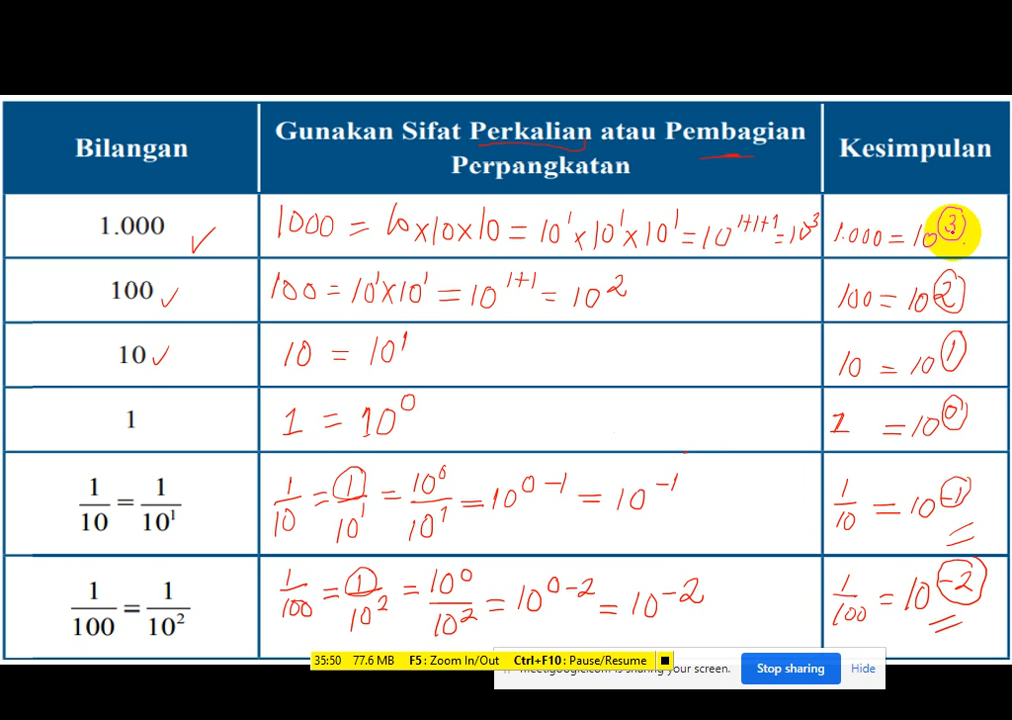 Bilangan
Gunakan Sifat Perkalian atau Pembagian
Perpangkatan
Kesimpulan
1.000
1000 = 10 x 10 x 10 = 10¹ x 10¹ x 10¹ = 10¹⁺¹⁺¹ = 10³
1.000 = 10³
100
100 = 10¹ x 10¹ = 10¹⁺¹ = 10²
100 = 10²
10
10 = 10¹
10 = 10¹
1
1 = 10⁰
1 = 10⁰
1/10 = 1/10¹
1/10 = 1/10¹ = 10⁰/10¹ = 10⁰⁻¹ = 10⁻¹
1/10 = 10⁻¹
1/100 = 1/10²
1/100 = 1/10² = 10⁰/10² = 10⁰⁻² = 10⁻²
1/100 = 10⁻²
35:50 77.6 MB F5 : Zoom In/Out Ctrl+F10 : Pause/Resume
is sharing your screen.
Stop sharing
Hide